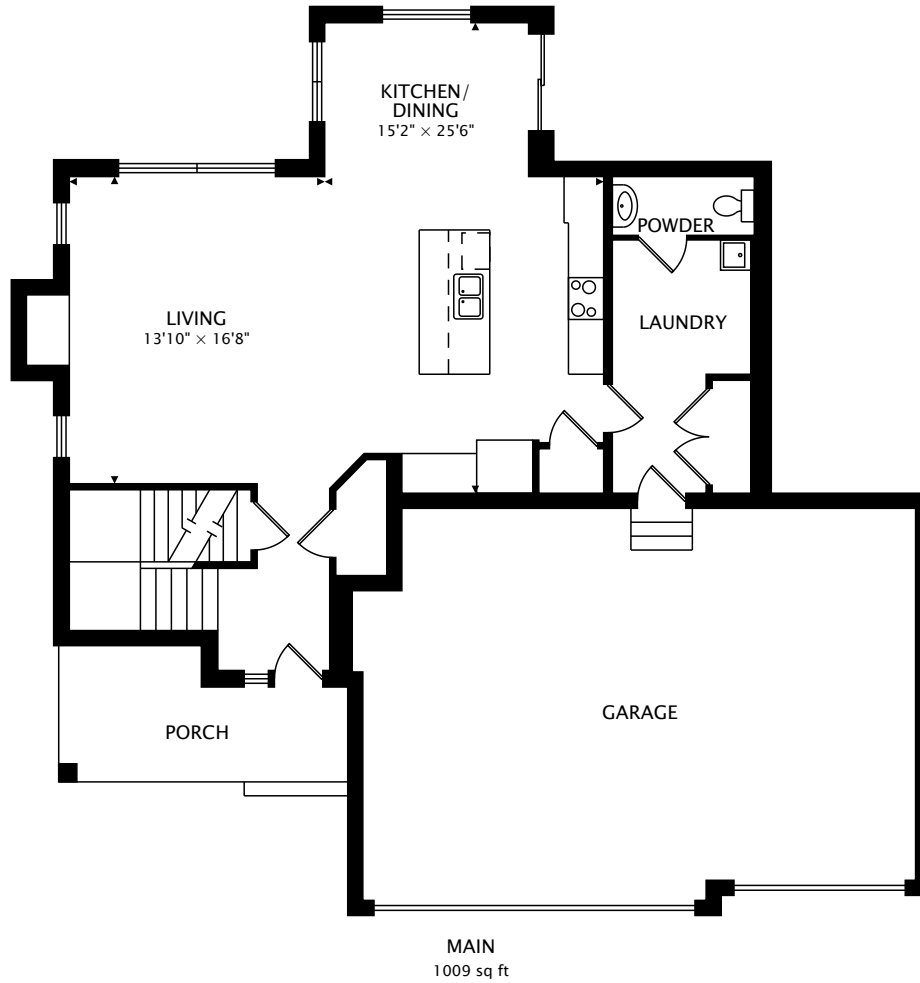 KITCHEN/
DINING
15'2" × 25'6"
POWDER
LIVING
13'10" × 16'8"
LAUNDRY
GARAGE
PORCH
MAIN
1009 sq ft